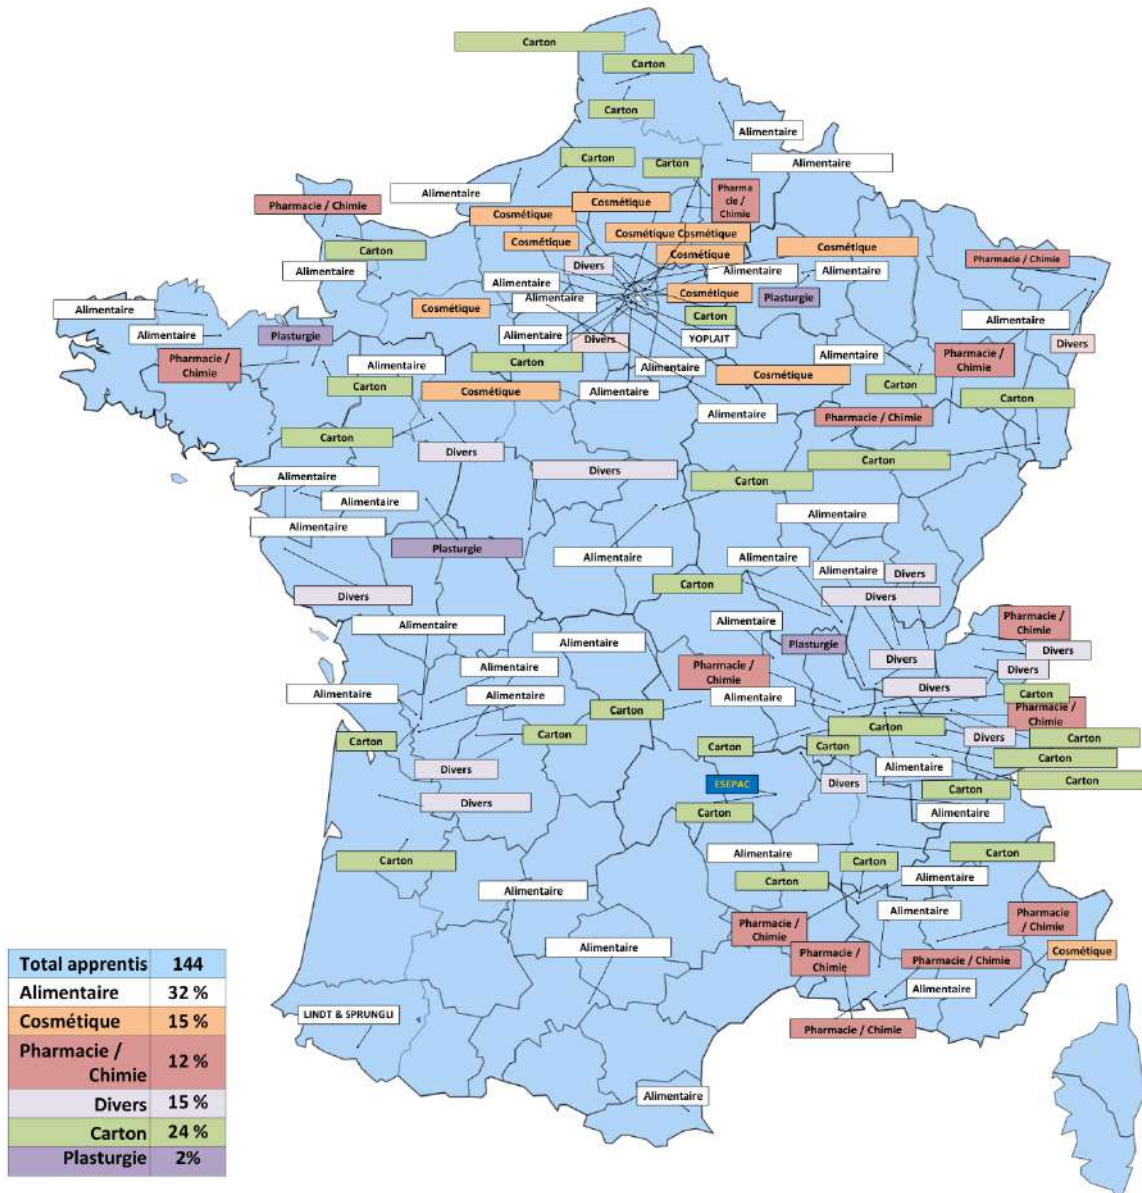 Carton
Carton
Carton
Alimentaire
Carton
Carton
Alimentaire
Alimentaire
Pharma
cie /
Chimie
Pharmacie / Chimie
Cosmétique
Cosmétique
Cosmétique
Cosmétique Cosmétique
Carton
Cosmétique
Cosmétique
Pharmacie / Chimie
Alimentaire
Divers
Alimentaire
Alimentaire
Alimentaire
Cosmétique
Plasturgie
Alimentaire
Alimentaire
Cosmétique
Carton
Alimentaire
Alimentaire
Plasturgie
Alimentaire
Divers
YOPLAIT
Divers
Pharmacie /
Chimie
Alimentaire
Carton
Alimentaire
Alimentaire
Pharmacie /
Chimie
Cosmétique
Carton
Carton
Cosmétique
Alimentaire
Carton
Alimentaire
Pharmacie / Chimie
Carton
Divers
Carton
Divers
Alimentaire
Carton
Alimentaire
Alimentaire
Alimentaire
Plasturgie
Alimentaire
Alimentaire
Alimentaire
Divers
Carton
Divers
Divers
Alimentaire
Alimentaire
Alimentaire
Plasturgie
Pharmacie /
Chimie
Divers
Alimentaire
Pharmacie /
Chimie
Divers
Divers
Alimentaire
Alimentaire
Alimentaire
Divers
Carton
Carton
Pharmacie /
Chimie
Carton
Carton
Carton
Carton
Carton
Divers
Carton
Carton
Divers
Alimentaire
Carton
ESEPAC
Divers
Carton
Divers
Carton
Alimentaire
Carton
Alimentaire
Carton
Carton
Alimentaire
Carton
Alimentaire
Alimentaire
Pharmacie /
Chimie
Pharmacie
/ Chimie
Alimentaire
Pharmacie /
Chimie
Pharmacie / Chimie
Cosmétique
Alimentaire
LINDT & SPRUNGLI
Pharmacie / Chimie
Alimentaire
Total apprentis 144
Alimentaire 32 %
Cosmétique 15 %
Pharmacie /
Chimie 12 %
Divers 15 %
Carton 24 %
Plasturgie 2%